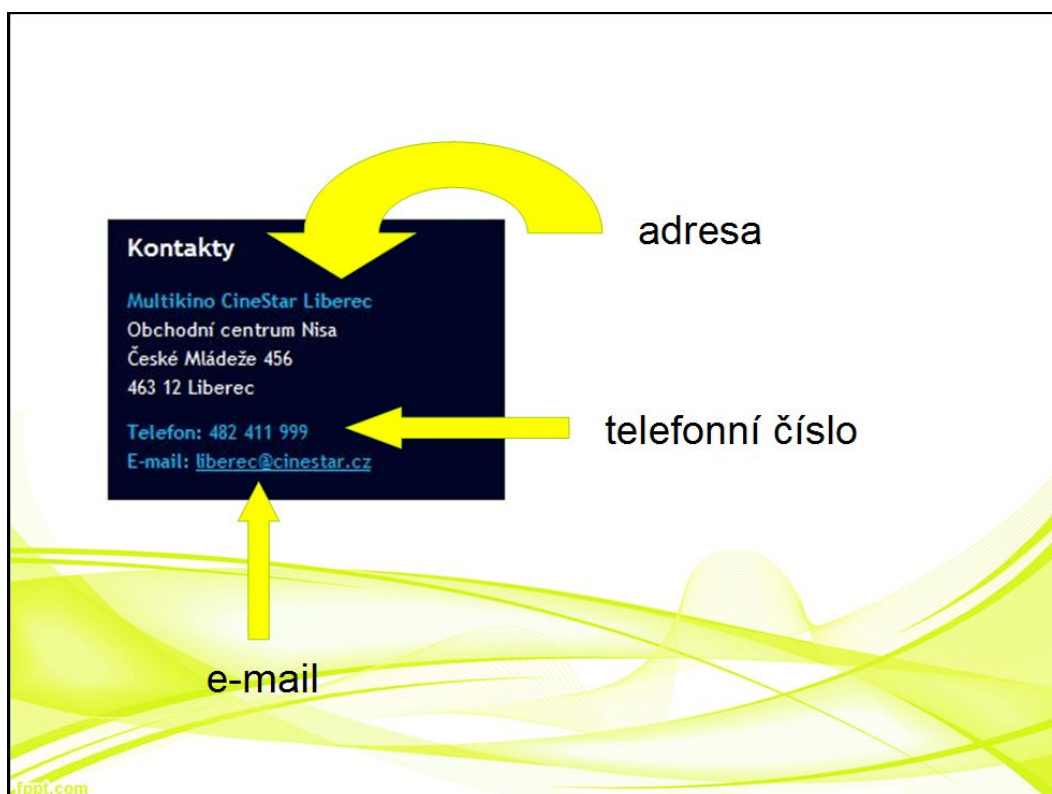 adresa
Kontakty
Multikino CineStar Liberec
Obchodní centrum Nisa
České Mládeže 456
463 12 Liberec
Telefon: 482 411 999
E-mail: liberec@cinestar.cz
telefonní číslo
e-mail
fppt.com